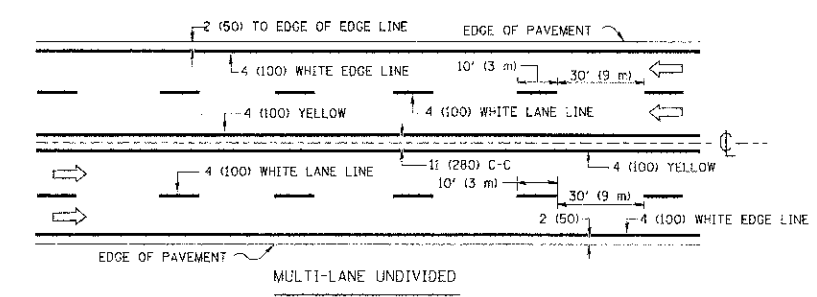 2 (50) TO EDGE OF EDGE LINE
EDGE OF PAVEMENT
4 (100) WHITE EDGE LINE
10' (3 m)
30' (9 m)
4 (100) YELLOW
4 (100) WHITE LANE LINE
℄
4 (100) WHITE LANE LINE
11 (280) C-C
4 (100) YELLOW
10' (3 m)
30' (9 m)
2 (50)
4 (100) WHITE EDGE LINE
EDGE OF PAVEMENT
MULTI-LANE UNDIVIDED